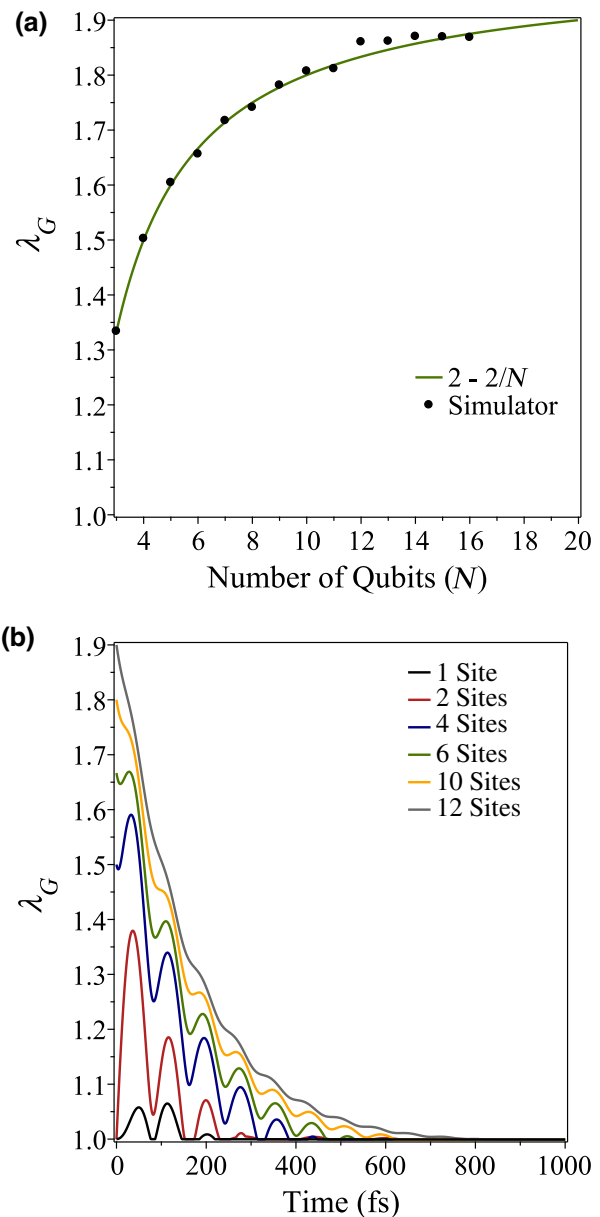 (a)
1.9
1.8
1.7
1.6
1.5
1.4
1.3
1.2
1.1
1.0
λG
2 - 2/N
Simulator
4 6 8 10 12 14 16 18 20
Number of Qubits (N)
(b)
1.9
1.8
1.7
1.6
1.5
1.4
1.3
1.2
1.1
1.0
λG
1 Site
2 Sites
4 Sites
6 Sites
10 Sites
12 Sites
0 200 400 600 800 1000
Time (fs)